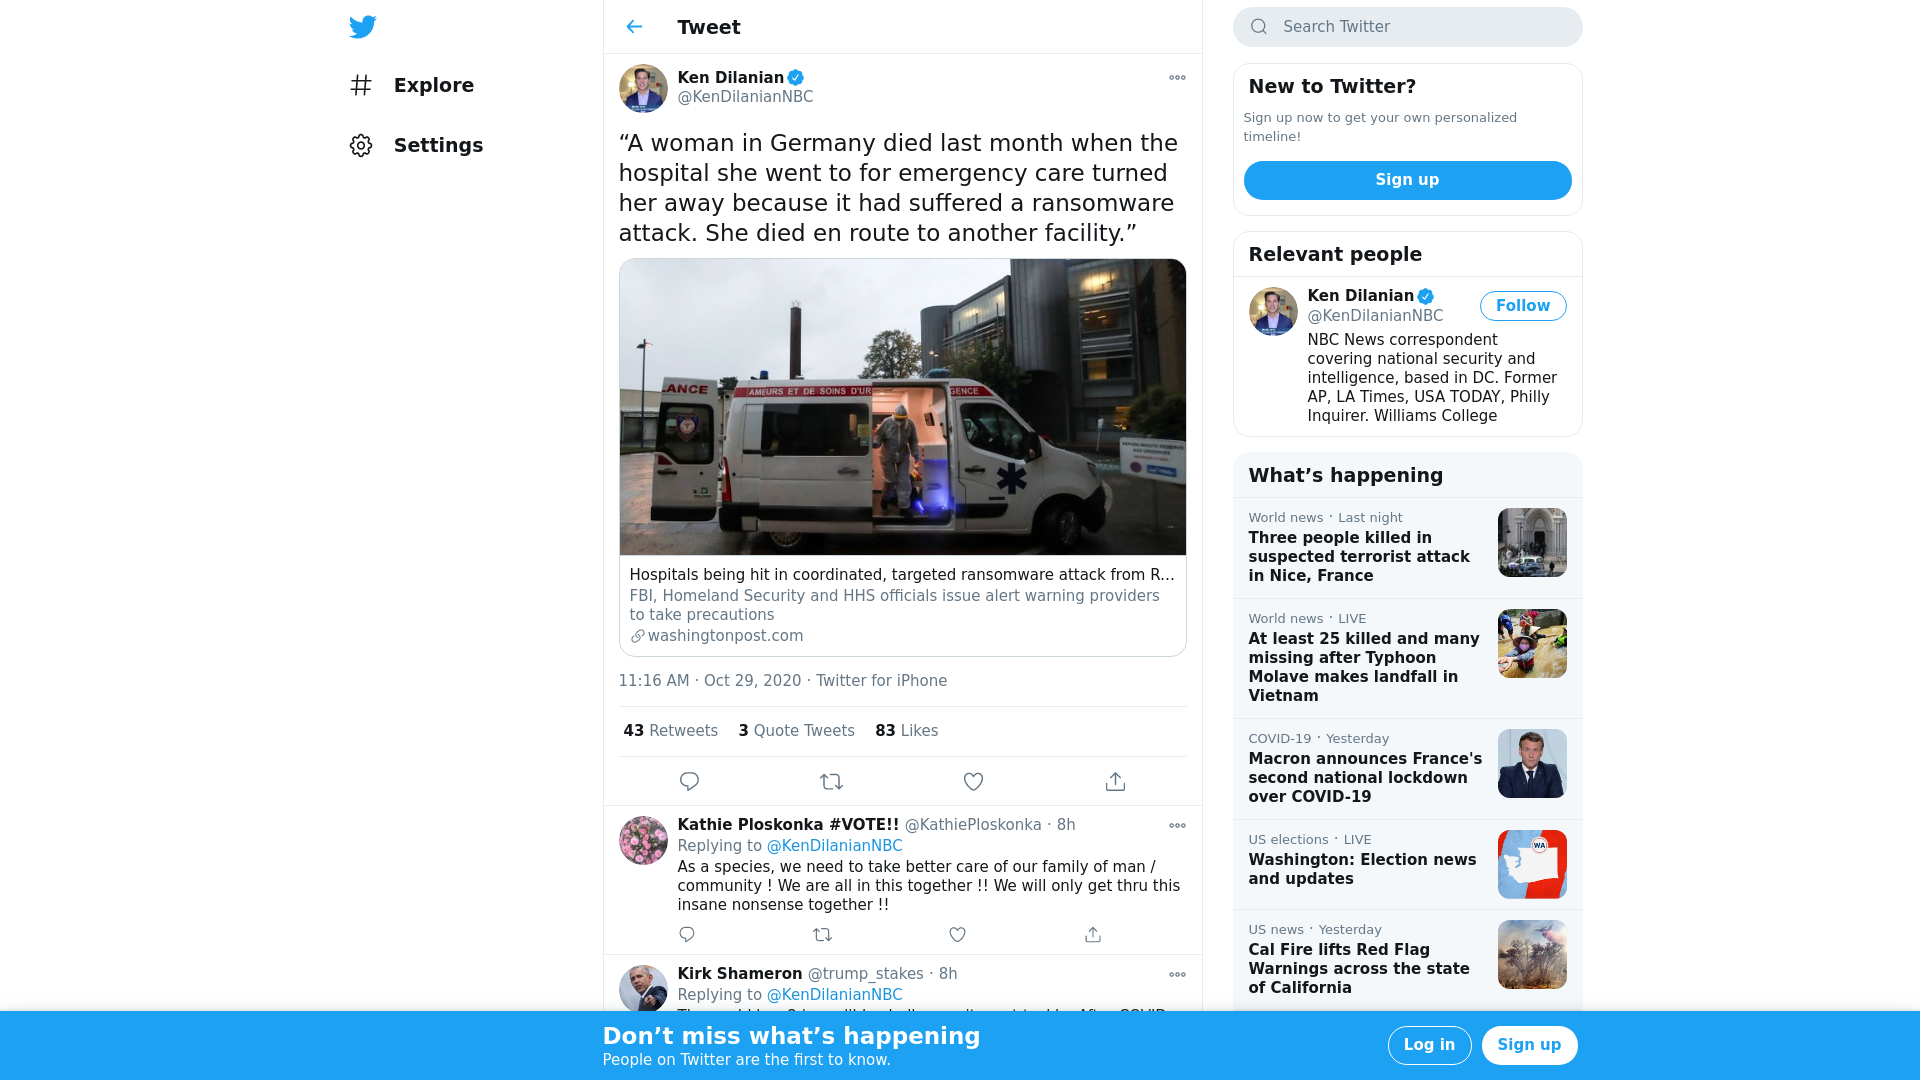 Explore
Settings
Tweet
Ken Dilanian
@KenDilanianNBC
“A woman in Germany died last month when the
hospital she went to for emergency care turned
her away because it had suffered a ransomware
attack. She died en route to another facility.”
ANCE
AMEURS ET DE SOINS D'UR
GENCE
Hospitals being hit in coordinated, targeted ransomware attack from R...
FBI, Homeland Security and HHS officials issue alert warning providers
to take precautions
washingtonpost.com
11:16 AM · Oct 29, 2020 · Twitter for iPhone
43 Retweets 3 Quote Tweets 83 Likes
Kathie Ploskonka #VOTE!! @KathiePloskonka · 8h
Replying to @KenDilanianNBC
As a species, we need to take better care of our family of man /
community ! We are all in this together !! We will only get thru this
insane nonsense together !!
Kirk Shameron @trump_stakes · 8h
Replying to @KenDilanianNBC
Search Twitter
New to Twitter?
Sign up now to get your own personalized
timeline!
Sign up
Relevant people
Ken Dilanian
@KenDilanianNBC
Follow
NBC News correspondent
covering national security and
intelligence, based in DC. Former
AP, LA Times, USA TODAY, Philly
Inquirer. Williams College
What’s happening
World news · Last night
Three people killed in
suspected terrorist attack
in Nice, France
World news · LIVE
At least 25 killed and many
missing after Typhoon
Molave makes landfall in
Vietnam
COVID-19 · Yesterday
Macron announces France's
second national lockdown
over COVID-19
US elections · LIVE
Washington: Election news
and updates
WA
US news · Yesterday
Cal Fire lifts Red Flag
Warnings across the state
of California
Don’t miss what’s happening
People on Twitter are the first to know.
Log in
Sign up